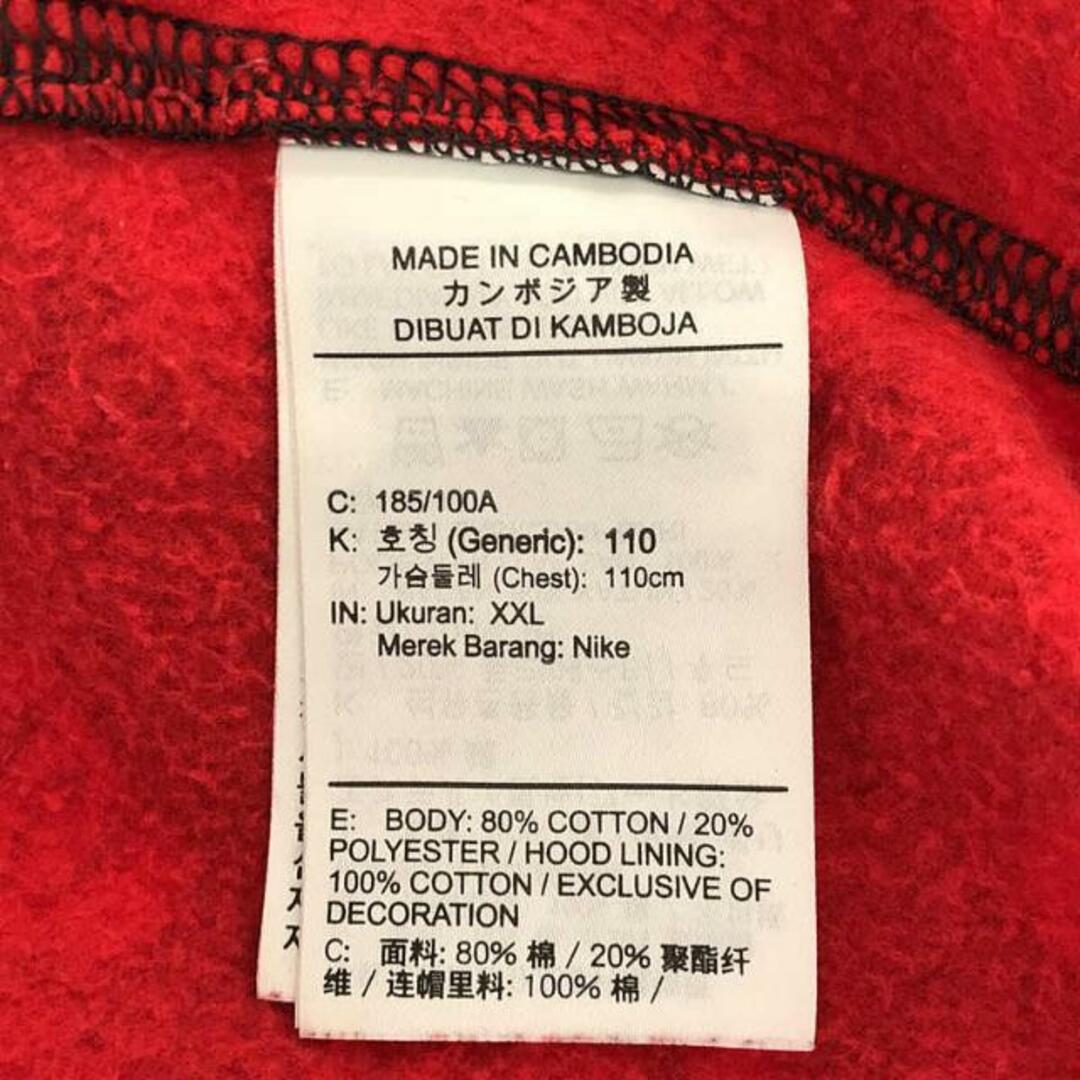 MADE IN CAMBODIA
カンボジア製
DIBUAT DI KAMBOJA
C: 185/100A
K: 호칭 (Generic): 110
가슴둘레 (Chest): 110cm
IN: Ukuran: XXL
Merek Barang: Nike
E: BODY: 80% COTTON / 20%
POLYESTER / HOOD LINING:
100% COTTON / EXCLUSIVE OF
DECORATION
C: 面料: 80% 棉 / 20% 聚酯纤
维 / 连帽里料: 100% 棉 /